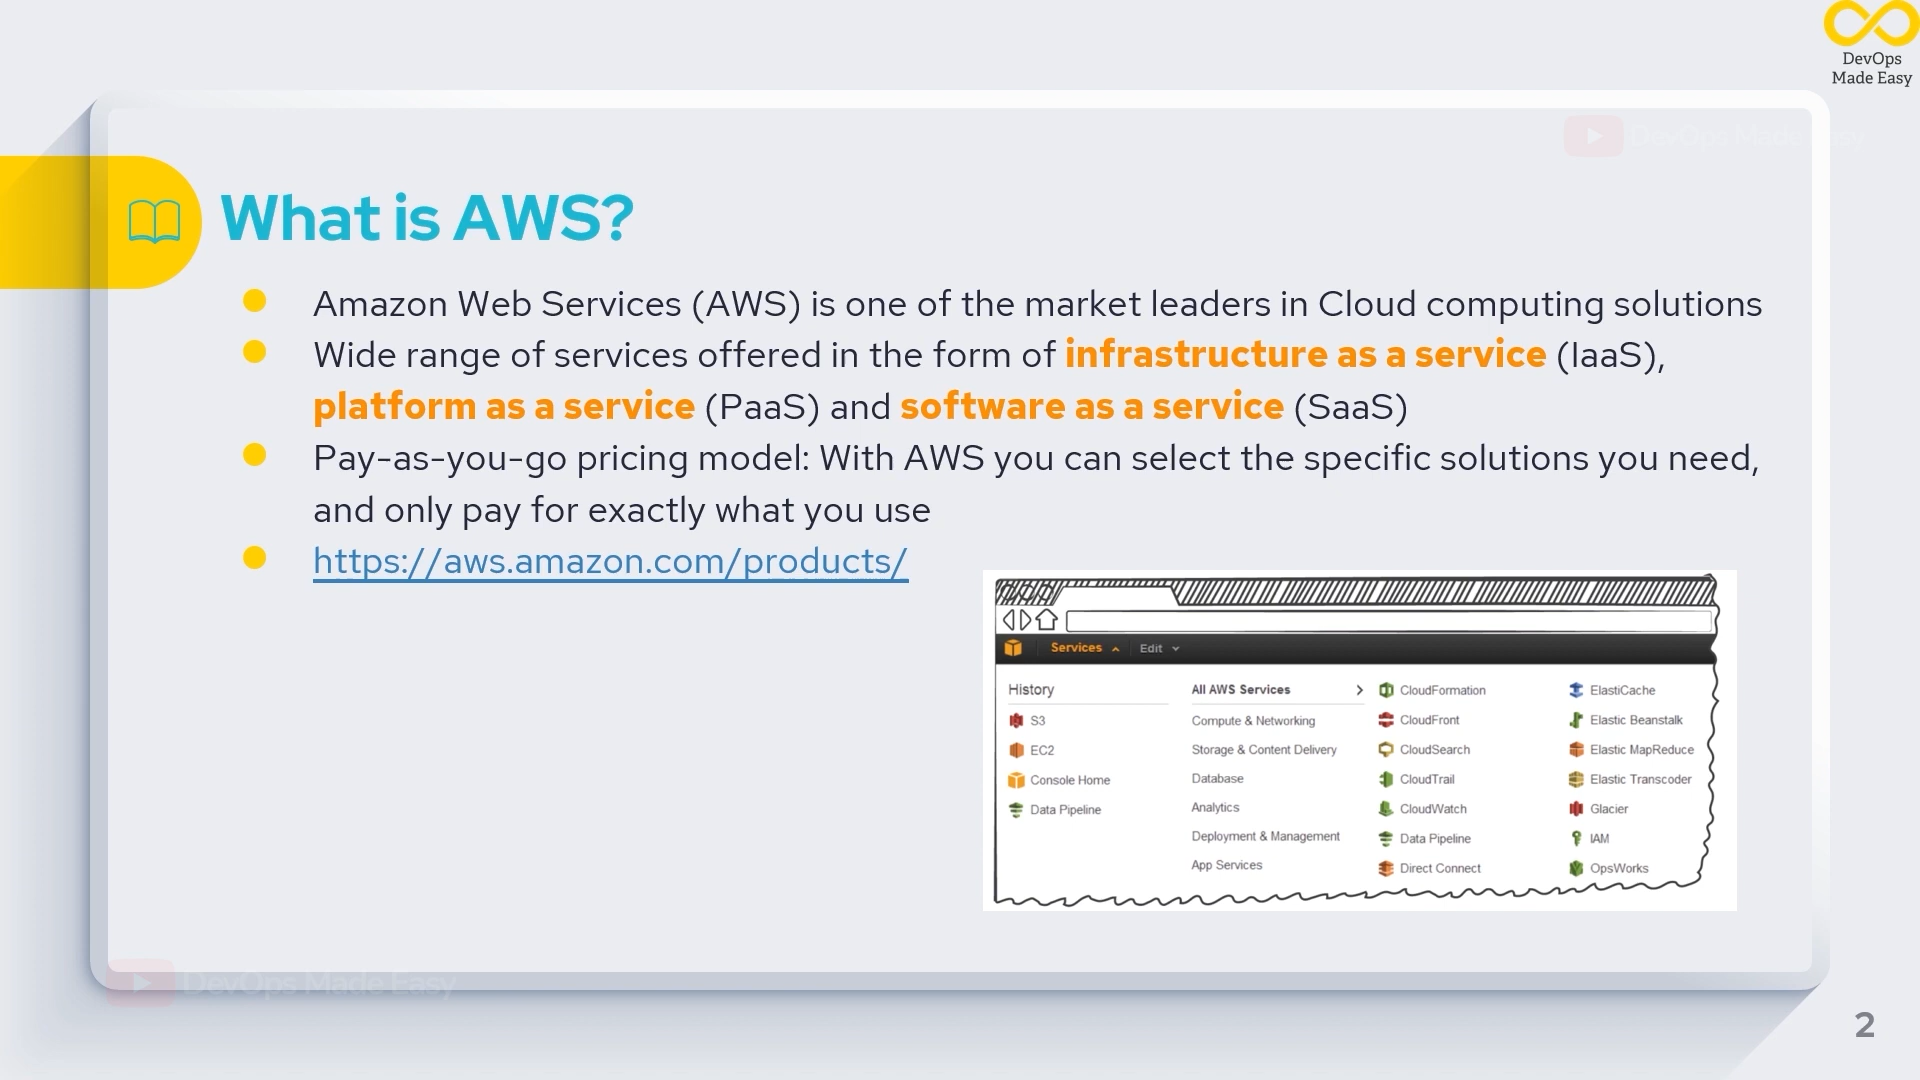 DevOps
Made Easy
DevOps Made Easy
What is AWS?
Amazon Web Services (AWS) is one of the market leaders in Cloud computing solutions
Wide range of services offered in the form of infrastructure as a service (IaaS),
platform as a service (PaaS) and software as a service (SaaS)
Pay-as-you-go pricing model: With AWS you can select the specific solutions you need,
and only pay for exactly what you use
https://aws.amazon.com/products/
Services Edit
History
S3
EC2
Console Home
Data Pipeline
All AWS Services
Compute & Networking
Storage & Content Delivery
Database
Analytics
Deployment & Management
App Services
CloudFormation
CloudFront
CloudSearch
CloudTrail
CloudWatch
Data Pipeline
Direct Connect
ElastiCache
Elastic Beanstalk
Elastic MapReduce
Elastic Transcoder
Glacier
IAM
OpsWorks
DevOps Made Easy
2